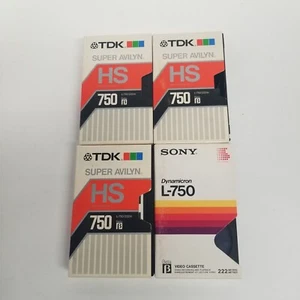 TDK
SUPER AVILYN
HS
750
TDK
SUPER AVILYN
HS
750
TDK
SUPER AVILYN
HS
750
SONY
Dynamicron
L-750
β
VIDEO CASSETTE
222